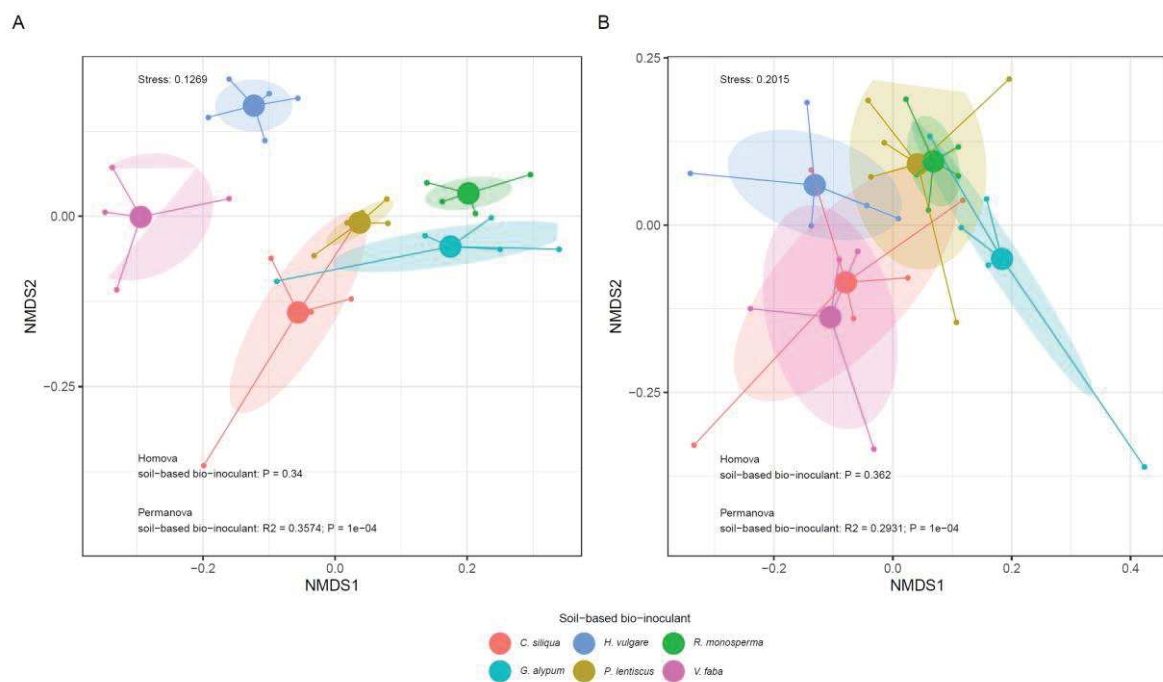 A
Stress: 0.1269
0.00
−0.25
NMDS2
Homova
soil−based bio−inoculant: P = 0.34
Permanova
soil−based bio−inoculant: R2 = 0.3574; P = 1e−04
−0.2
0.0
0.2
NMDS1
B
0.25
Stress: 0.2015
0.00
−0.25
NMDS2
Homova
soil−based bio−inoculant: P = 0.362
Permanova
soil−based bio−inoculant: R2 = 0.2931; P = 1e−04
−0.2
0.0
0.2
0.4
NMDS1
Soil−based bio−inoculant
C. siliqua
H. vulgare
R. monosperma
G. alypum
P. lentiscus
V. faba